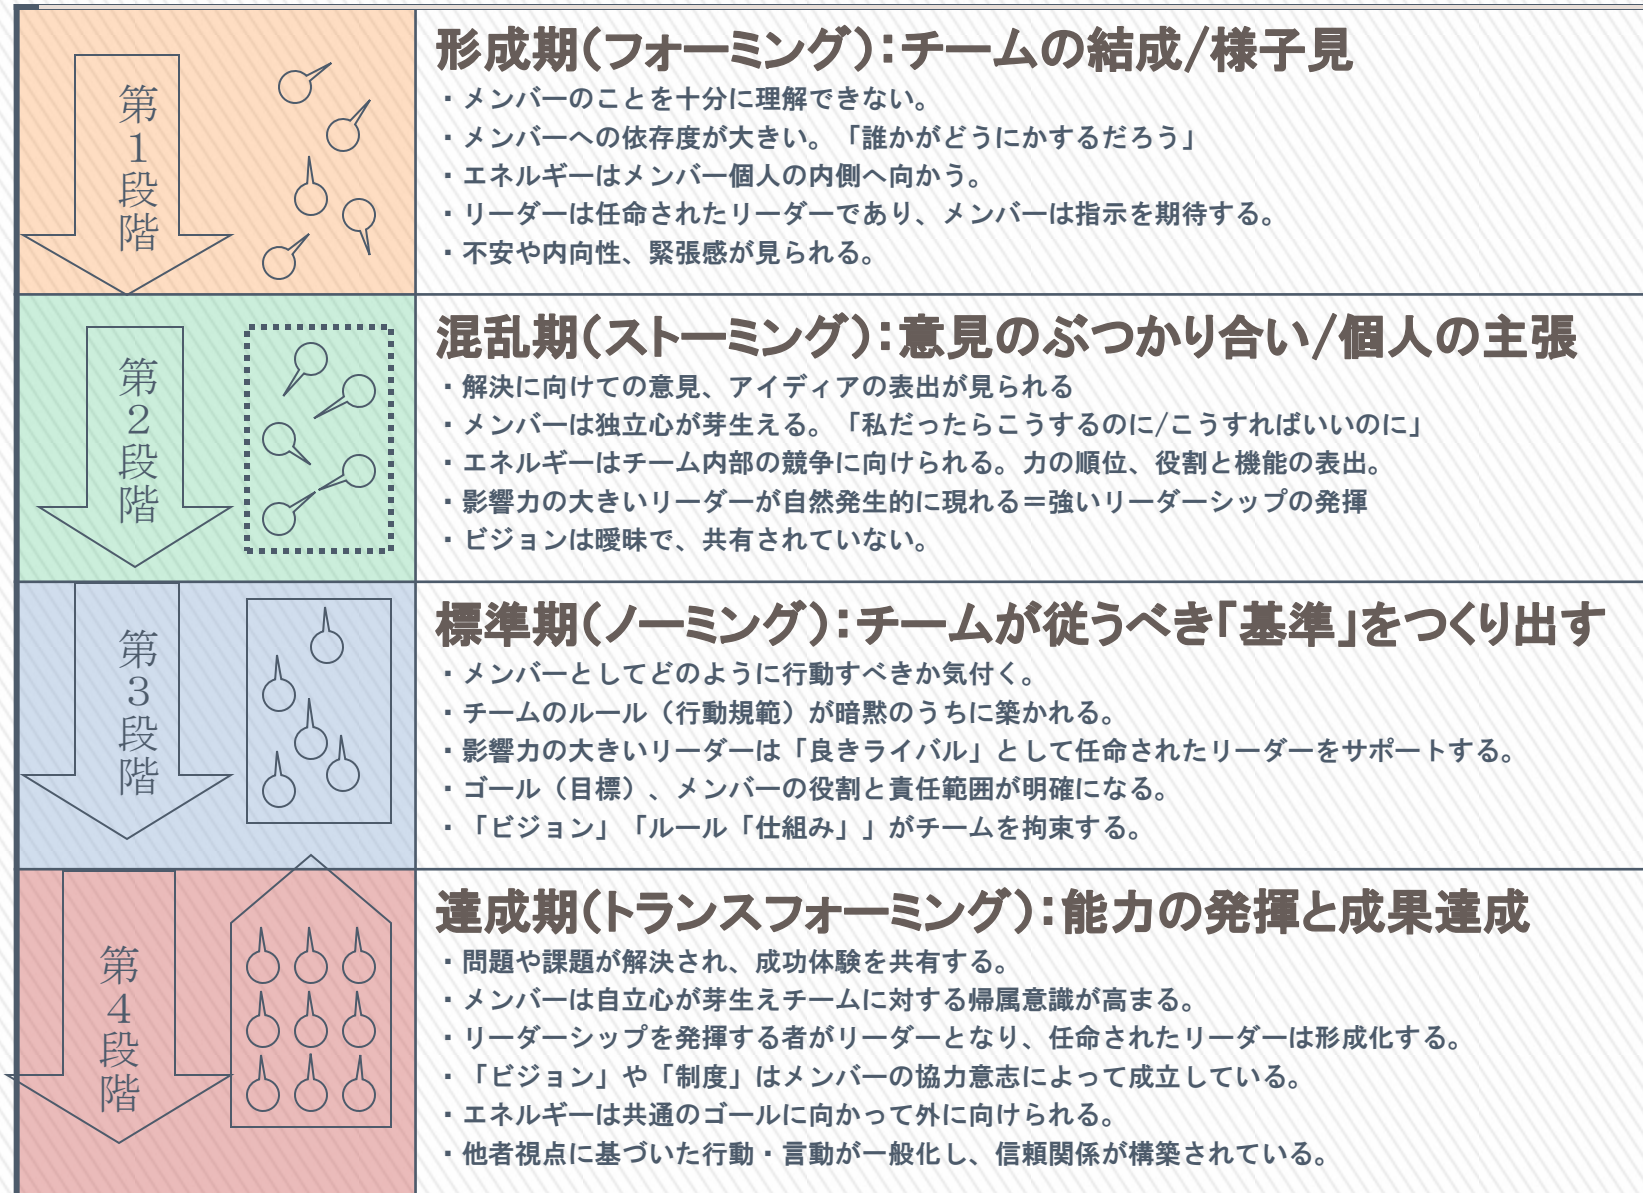 第1段階
形成期(フォーミング):チームの結成/様子見
・メンバーのことを十分に理解できない。
・メンバーへの依存度が大きい。「誰かがどうにかするだろう」
・エネルギーはメンバー個人の内側へ向かう。
・リーダーは任命されたリーダーであり、メンバーは指示を期待する。
・不安や内向性、緊張感が見られる。
第2段階
混乱期(ストーミング):意見のぶつかり合い/個人の主張
・解決に向けての意見、アイディアの表出が見られる
・メンバーは独立心が芽生える。「私だったらこうするのに/こうすればいいのに」
・エネルギーはチーム内部の競争に向けられる。力の順位、役割と機能の表出。
・影響力の大きいリーダーが自然発生的に現れる＝強いリーダーシップの発揮
・ビジョンは曖昧で、共有されていない。
第3段階
標準期(ノーミング):チームが従うべき「基準」をつくり出す
・メンバーとしてどのように行動すべきか気付く。
・チームのルール（行動規範）が暗黙のうちに築かれる。
・影響力の大きいリーダーは「良きライバル」として任命されたリーダーをサポートする。
・ゴール（目標）、メンバーの役割と責任範囲が明確になる。
・「ビジョン」「ルール「仕組み」」がチームを拘束する。
第4段階
達成期(トランスフォーミング):能力の発揮と成果達成
・問題や課題が解決され、成功体験を共有する。
・メンバーは自立心が芽生えチームに対する帰属意識が高まる。
・リーダーシップを発揮する者がリーダーとなり、任命されたリーダーは形成化する。
・「ビジョン」や「制度」はメンバーの協力意志によって成立している。
・エネルギーは共通のゴールに向かって外に向けられる。
・他者視点に基づいた行動・言動が一般化し、信頼関係が構築されている。